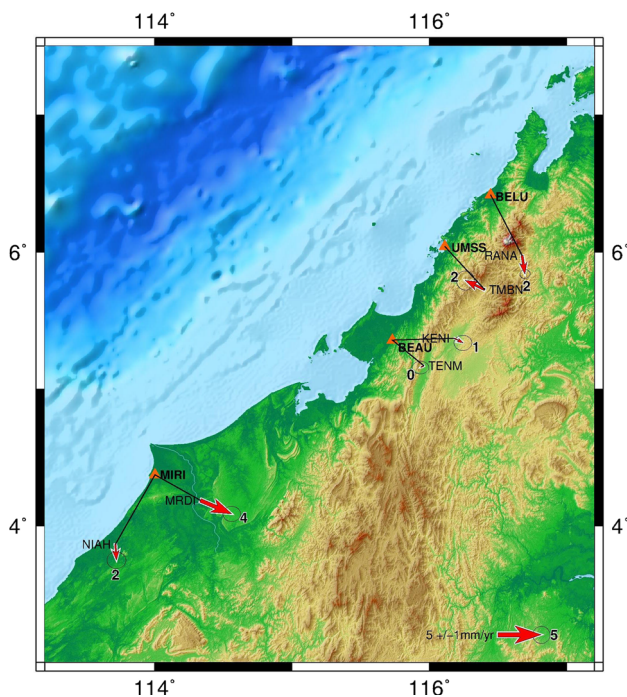 114˚ 116˚
BELU
6˚ UMSS RANA 6˚
2 TMBN 2
KENI
BEAU 1
0 TENM
MIRI
MRDI 4
4˚ 4˚
NIAH
2
5 +/−1mm/yr 5
114˚ 116˚